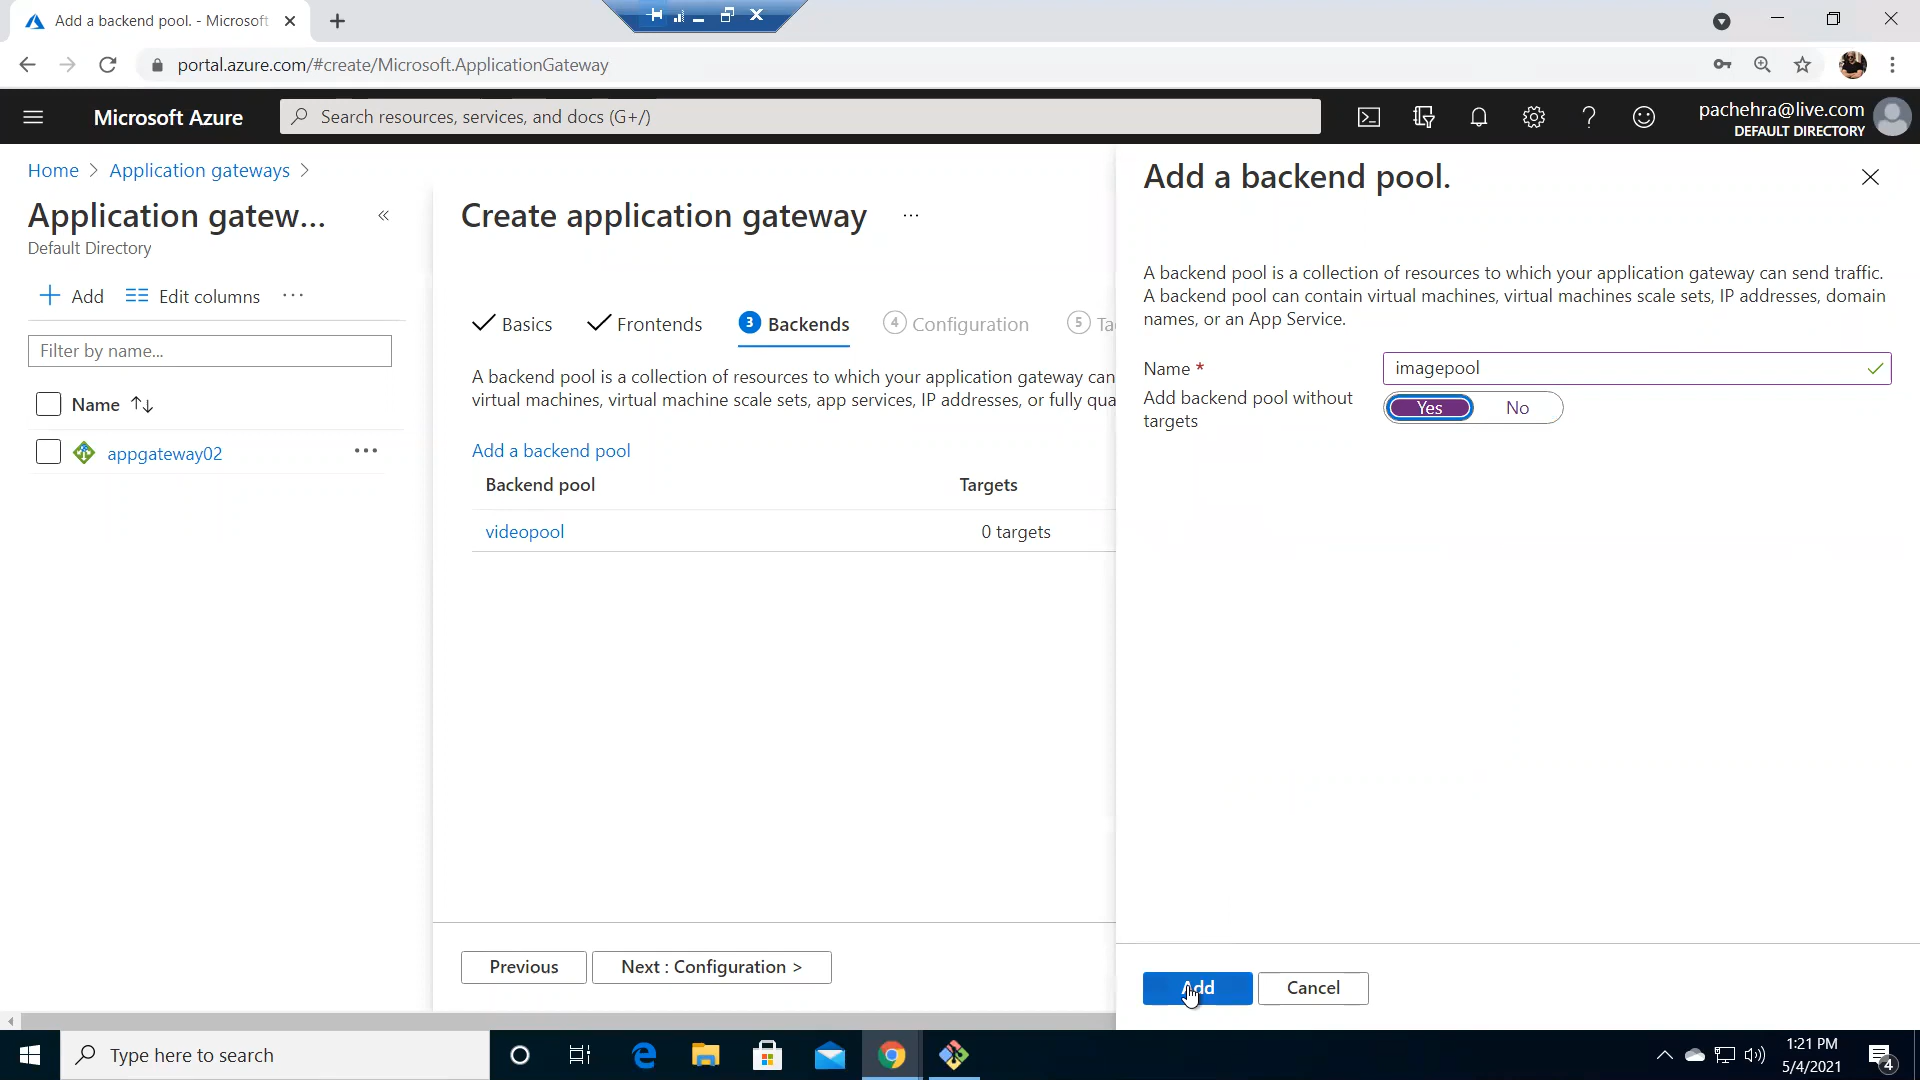 Add a backend pool. - Microsoft
portal.azure.com/#create/Microsoft.ApplicationGateway
Microsoft Azure
Search resources, services, and docs (G+/)
pachehra@live.com
DEFAULT DIRECTORY
Home > Application gateways >
Application gatew... «
Default Directory
+ Add Edit columns ...
Filter by name...
Name ↑↓
appgateway02 ...
Create application gateway ...
Basics Frontends 3 Backends 4 Configuration 5 Ta
A backend pool is a collection of resources to which your application gateway can
virtual machines, virtual machine scale sets, app services, IP addresses, or fully qua
Add a backend pool
Backend pool Targets
videopool 0 targets
Previous Next : Configuration >
Add a backend pool.
A backend pool is a collection of resources to which your application gateway can send traffic.
A backend pool can contain virtual machines, virtual machines scale sets, IP addresses, domain
names, or an App Service.
Name * imagepool
Add backend pool without
targets
Yes No
Add Cancel
Type here to search
1:21 PM
5/4/2021
4